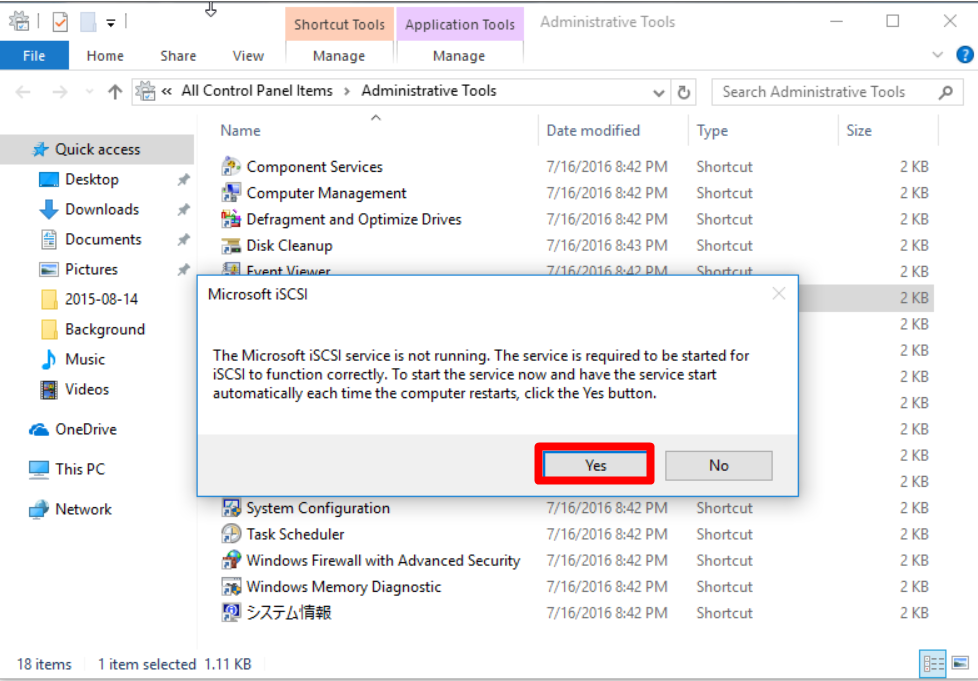 Shortcut Tools Application Tools Administrative Tools
File Home Share View Manage Manage
« All Control Panel Items > Administrative Tools Search Administrative Tools
Name Date modified Type Size
Quick access
Component Services 7/16/2016 8:42 PM Shortcut 2 KB
Desktop
Computer Management 7/16/2016 8:42 PM Shortcut 2 KB
Downloads
Defragment and Optimize Drives 7/16/2016 8:42 PM Shortcut 2 KB
Documents
Disk Cleanup 7/16/2016 8:43 PM Shortcut 2 KB
Pictures
Event Viewer 7/16/2016 8:42 PM Shortcut 2 KB
2015-08-14
2 KB
Background
2 KB
Music
2 KB
Videos
2 KB
2 KB
OneDrive
2 KB
This PC
2 KB
2 KB
Network
Microsoft iSCSI
The Microsoft iSCSI service is not running. The service is required to be started for
iSCSI to function correctly. To start the service now and have the service start
automatically each time the computer restarts, click the Yes button.
Yes No
System Configuration 7/16/2016 8:42 PM Shortcut 2 KB
Task Scheduler 7/16/2016 8:42 PM Shortcut 2 KB
Windows Firewall with Advanced Security 7/16/2016 8:42 PM Shortcut 2 KB
Windows Memory Diagnostic 7/16/2016 8:42 PM Shortcut 2 KB
システム情報 7/16/2016 8:42 PM Shortcut 2 KB
18 items 1 item selected 1.11 KB